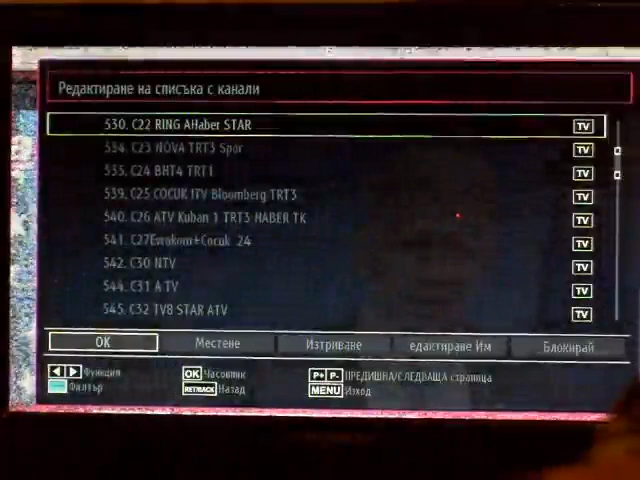 Редактиране на списъка с канали
530. C22 RING AHaber STAR TV
534. C23 NOVA TRT3 Spor TV
535. C24 BHT4 TRT1 TV
539. C25 COCUK ITV Bloomberg TRT3 TV
540. C26 ATV Kuban 1 TRT3 HABER TK TV
541. C27Evrokom+Cocuk 24 TV
542. C30 NTV TV
544. C31 A TV TV
545. C32 TV8 STAR ATV TV
OK Местене Изтриване едактиране Им Блокирай
Функция OK Часовник P+ P- ПРЕДИШНА/СЛЕДВАЩА страница
Филтър RET/BACK Назад MENU Изход